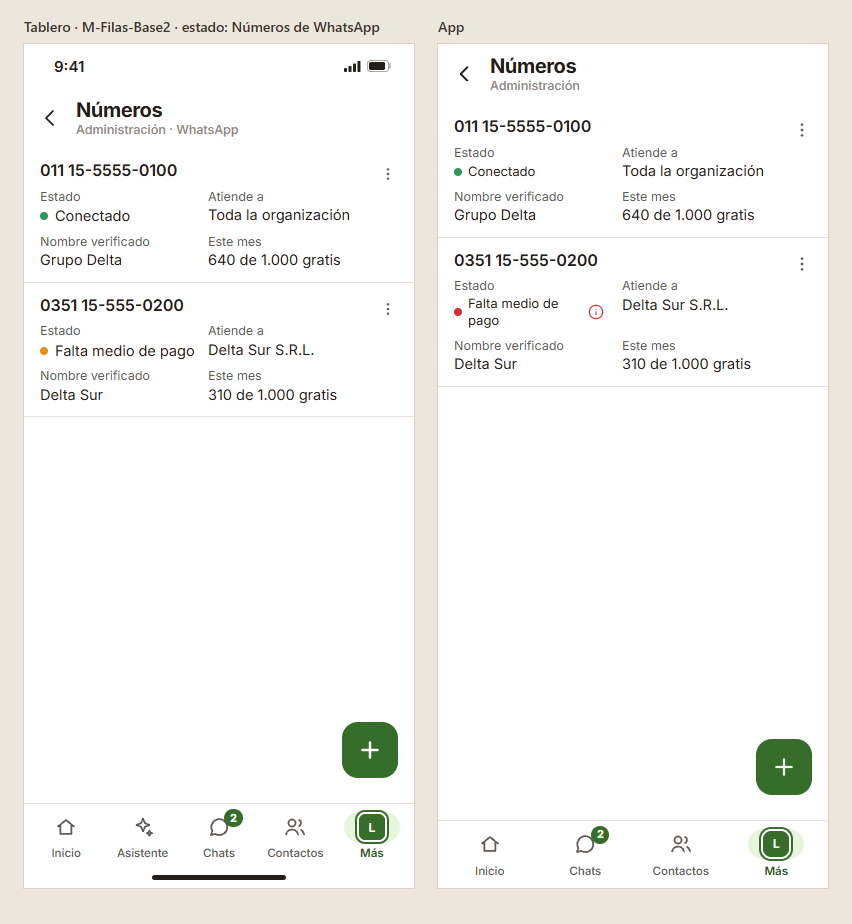 Tablero · M-Filas-Base2 · estado: Números de WhatsApp
9:41
Números
Administración · WhatsApp
011 15-5555-0100
Estado
Atiende a
Conectado
Toda la organización
Nombre verificado
Este mes
Grupo Delta
640 de 1.000 gratis
0351 15-555-0200
Estado
Atiende a
Falta medio de pago
Delta Sur S.R.L.
Nombre verificado
Este mes
Delta Sur
310 de 1.000 gratis
2
L
Inicio
Asistente
Chats
Contactos
Más
App
Números
Administración
011 15-5555-0100
Estado
Atiende a
Conectado
Toda la organización
Nombre verificado
Este mes
Grupo Delta
640 de 1.000 gratis
0351 15-555-0200
Estado
Atiende a
Falta medio de
pago
Delta Sur S.R.L.
Nombre verificado
Este mes
Delta Sur
310 de 1.000 gratis
2
L
Inicio
Chats
Contactos
Más